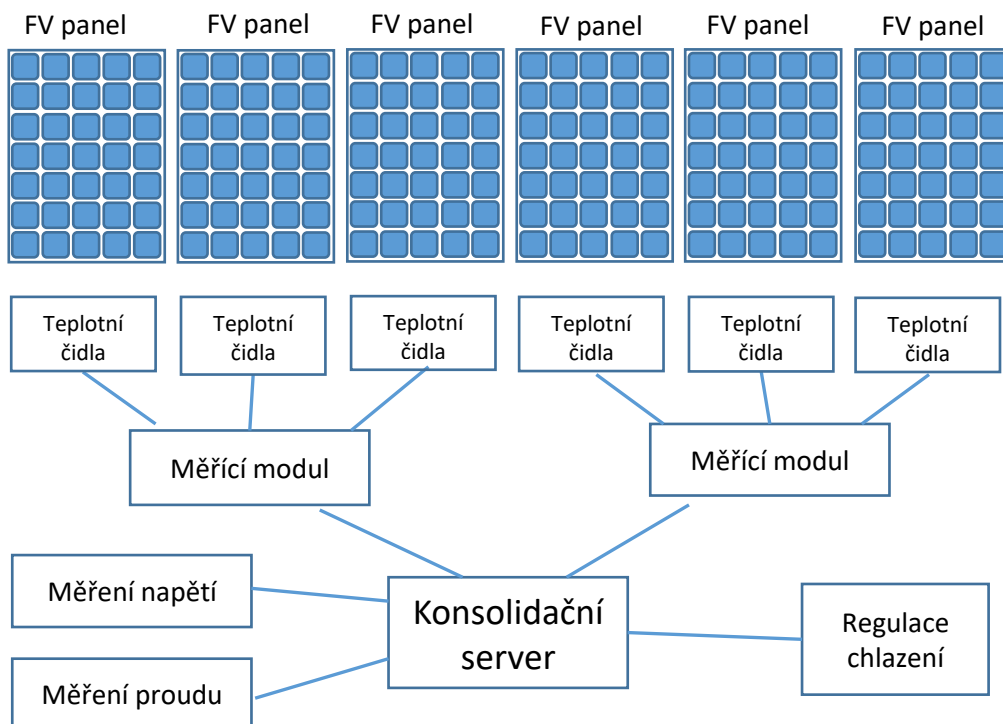 FV panel
FV panel
FV panel
FV panel
FV panel
FV panel
Teplotní
čidla
Teplotní
čidla
Teplotní
čidla
Teplotní
čidla
Teplotní
čidla
Teplotní
čidla
Měřící modul
Měřící modul
Měření napětí
Konsolidační
server
Regulace
chlazení
Měření proudu